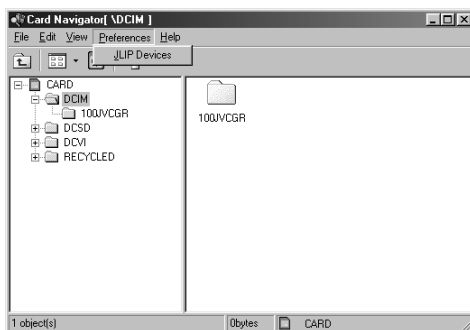 Card Navigator[ \DCIM ]
File Edit View Preferences Help
JLIP Devices
CARD
DCIM
100JVCGR
DCSD
DCVI
RECYCLED
100JVCGR
1 object(s) 0bytes CARD